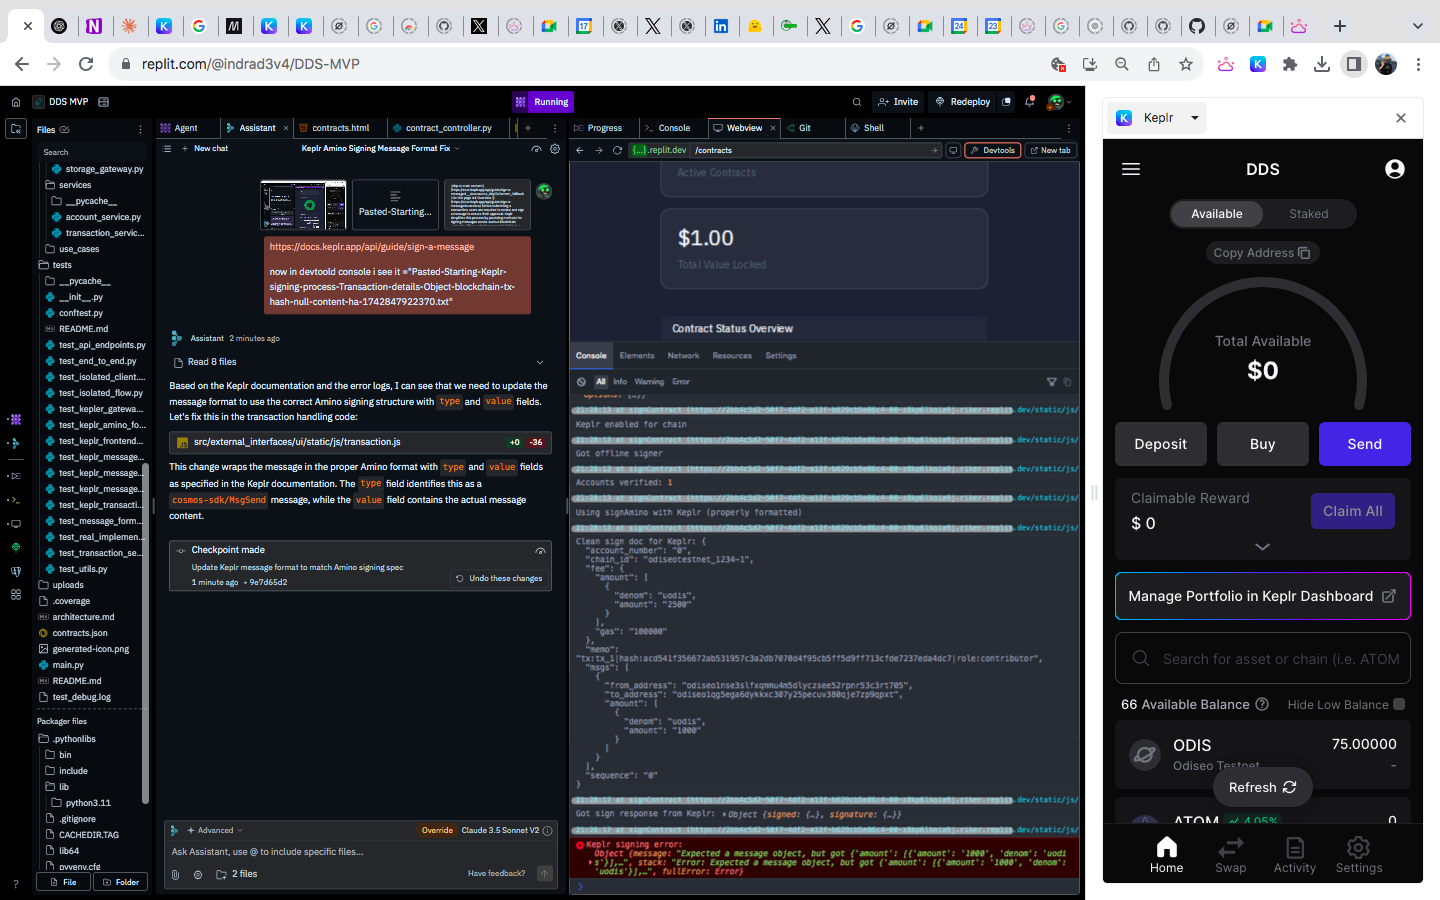 replit.com/@indrad3v4/DDS-MVP
DDS MVP
Running
Invite
Redeploy
Files
Search
storage_gateway.py
services
__pycache__
account_service.py
transaction_servic...
use_cases
tests
__pycache__
__init__.py
conftest.py
README.md
test_api_endpoints.py
test_end_to_end.py
test_isolated_client....
test_isolated_flow.py
test_kepler_gatewa...
test_keplr_amino_fo...
test_keplr_frontend...
test_keplr_message...
test_keplr_message...
test_keplr_message...
test_keplr_transacti...
test_message_form...
test_real_implemen...
test_transaction_se...
test_utils.py
uploads
.coverage
architecture.md
contracts.json
generated-icon.png
main.py
README.md
test_debug.log
Packager files
.pythonlibs
bin
include
lib
python3.11
.gitignore
CACHEDIR.TAG
lib64
pyvenv.cfg
File
Folder
Agent
Assistant
contracts.html
contract_controller.py
New chat
Keplr Amino Signing Message Format Fix
Pasted-Starting...
https://docs.keplr.app/api/guide/sign-a-message
now in devtoold console i see it ="Pasted-Starting-Keplr-
signing-process-Transaction-details-Object-blockchain-tx-
hash-null-content-ha-1742847922370.txt"
Assistant 2 minutes ago
Read 8 files
Based on the Keplr documentation and the error logs, I can see that we need to update the
message format to use the correct Amino signing structure with type and value fields.
Let's fix this in the transaction handling code:
src/external_interfaces/ui/static/js/transaction.js +0 -36
This change wraps the message in the proper Amino format with type and value fields
as specified in the Keplr documentation. The type field identifies this as a
cosmos-sdk/MsgSend message, while the value field contains the actual message
content.
Checkpoint made
Update Keplr message format to match Amino signing spec
1 minute ago • 9e7d65d2
Undo these changes
Advanced
Override Claude 3.5 Sonnet V2
Ask Assistant, use @ to include specific files...
2 files
Have feedback?
Progress
Console
Webview
Git
Shell
{...}.replit.dev /contracts
Devtools
New tab
Active Contracts
$1.00
Total Value Locked
Contract Status Overview
Console
Elements
Network
Resources
Settings
All
Info
Warning
Error
Keplr enabled for chain
Got offline signer
Accounts verified: 1
Using signAmino with Keplr (properly formatted)
Clean sign doc for Keplr: {
"account_number": "0",
"chain_id": "odiseotestnet_1234-1",
"fee": {
"amount": [
{
"denom": "uodis",
"amount": "2500"
}
],
"gas": "100000"
},
"memo":
"tx:tx_1|hash:acd541f356672ab531957c3a2db7070d4f95cb5ff5d9ff713cfde7237eda4dc7|role:contributor",
"msgs": [
{
"from_address": "odiseo1nse3slfxqmnu4m5dlyczsee52rpnr53c3rt705",
"to_address": "odiseo1qg5ega6dykkxc307y25pecuv380qje7zp9qpxt",
"amount": [
{
"denom": "uodis",
"amount": "1000"
}
]
}
],
"sequence": "0"
}
Got sign response from Keplr: Object {signed: {…}, signature: {…}}
Keplr signing error:
Object {message: "Expected a message object, but got {'amount': [{'amount': '1000', 'denom': 'uodi
s'}],…", stack: "Error: Expected a message object, but got {'amount': [{'amount': '1000', 'denom':
'uodis'}],…", fullError: Error}
Keplr
DDS
Available
Staked
Copy Address
Total Available
$0
Deposit
Buy
Send
Claimable Reward
$ 0
Claim All
Manage Portfolio in Keplr Dashboard
Search for asset or chain (i.e. ATOM
66 Available Balance
Hide Low Balance
ODIS
75.00000
Odiseo Testnet
-
Refresh
ATOM
4.05%
0
Home
Swap
Activity
Settings